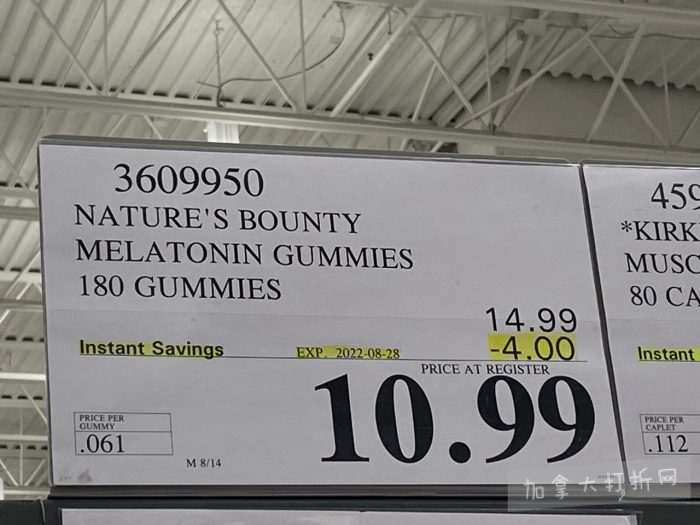 3609950
NATURE'S BOUNTY
MELATONIN GUMMIES
180 GUMMIES
14.99
Instant Savings EXP. 2022-08-28 -4.00
PRICE AT REGISTER
10.99
PRICE PER
GUMMY
.061
M 8/14
459
*KIRK
MUSC
80 CA
Instant
PRICE PER
CAPLET
.112
加拿大打折网